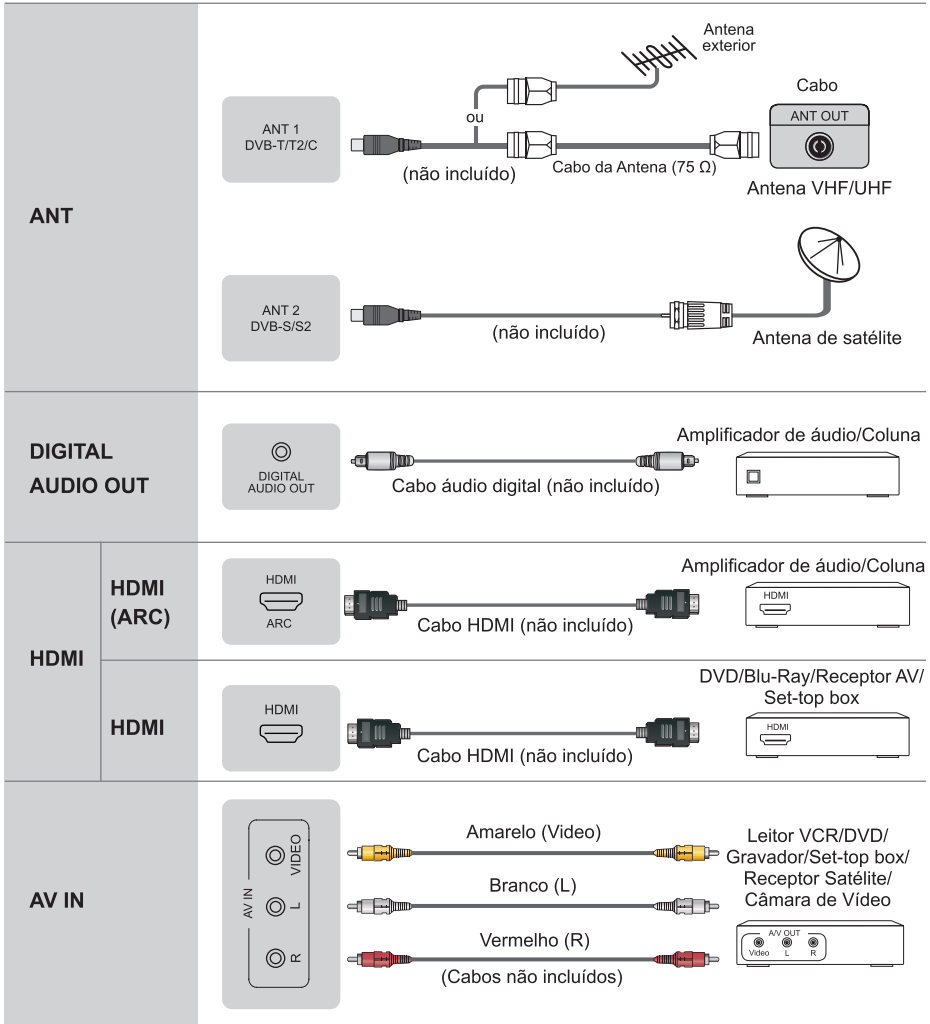 ANT
ANT 1
DVB-T/T2/C
Antena
exterior
ou
(não incluído)
Cabo da Antena (75 Ω)
Cabo
ANT OUT
Antena VHF/UHF
ANT 2
DVB-S/S2
(não incluído)
Antena de satélite
DIGITAL
AUDIO OUT
DIGITAL
AUDIO OUT
Cabo áudio digital (não incluído)
Amplificador de áudio/Coluna
HDMI
HDMI
(ARC)
HDMI
ARC
Cabo HDMI (não incluído)
Amplificador de áudio/Coluna
HDMI
HDMI
HDMI
Cabo HDMI (não incluído)
DVD/Blu-Ray/Receptor AV/
Set-top box
HDMI
AV IN
AV IN
VIDEO
L
R
Amarelo (Video)
Branco (L)
Vermelho (R)
(Cabos não incluídos)
Leitor VCR/DVD/
Gravador/Set-top box/
Receptor Satélite/
Câmara de Vídeo
A/V OUT
Video L R